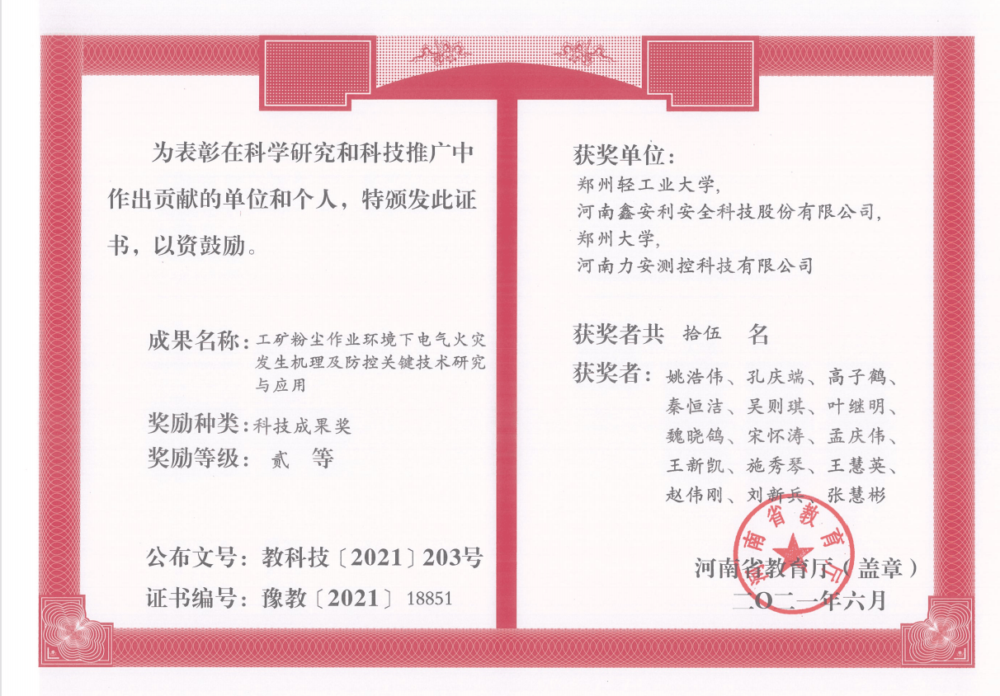 为表彰在科学研究和科技推广中
作出贡献的单位和个人，特颁发此证
书，以资鼓励。
成果名称：工矿粉尘作业环境下电气火灾
发生机理及防控关键技术研究
与应用
奖励种类：科技成果奖
奖励等级： 贰 等
公布文号：教科技〔2021〕203号
证书编号：豫教〔2021〕18851
获奖单位：
郑州轻工业大学,
河南鑫安利安全科技股份有限公司,
郑州大学,
河南力安测控科技有限公司
获奖者共 拾伍 名
获奖者：姚浩伟、孔庆端、高子鹤、
秦恒洁、吴则琪、叶继明、
魏晓鸽、宋怀涛、孟庆伟、
王新凯、施秀琴、王慧英、
赵伟刚、刘新兵、张慧彬
河南省教育厅
河南省教育厅（盖章）
二〇二一年六月